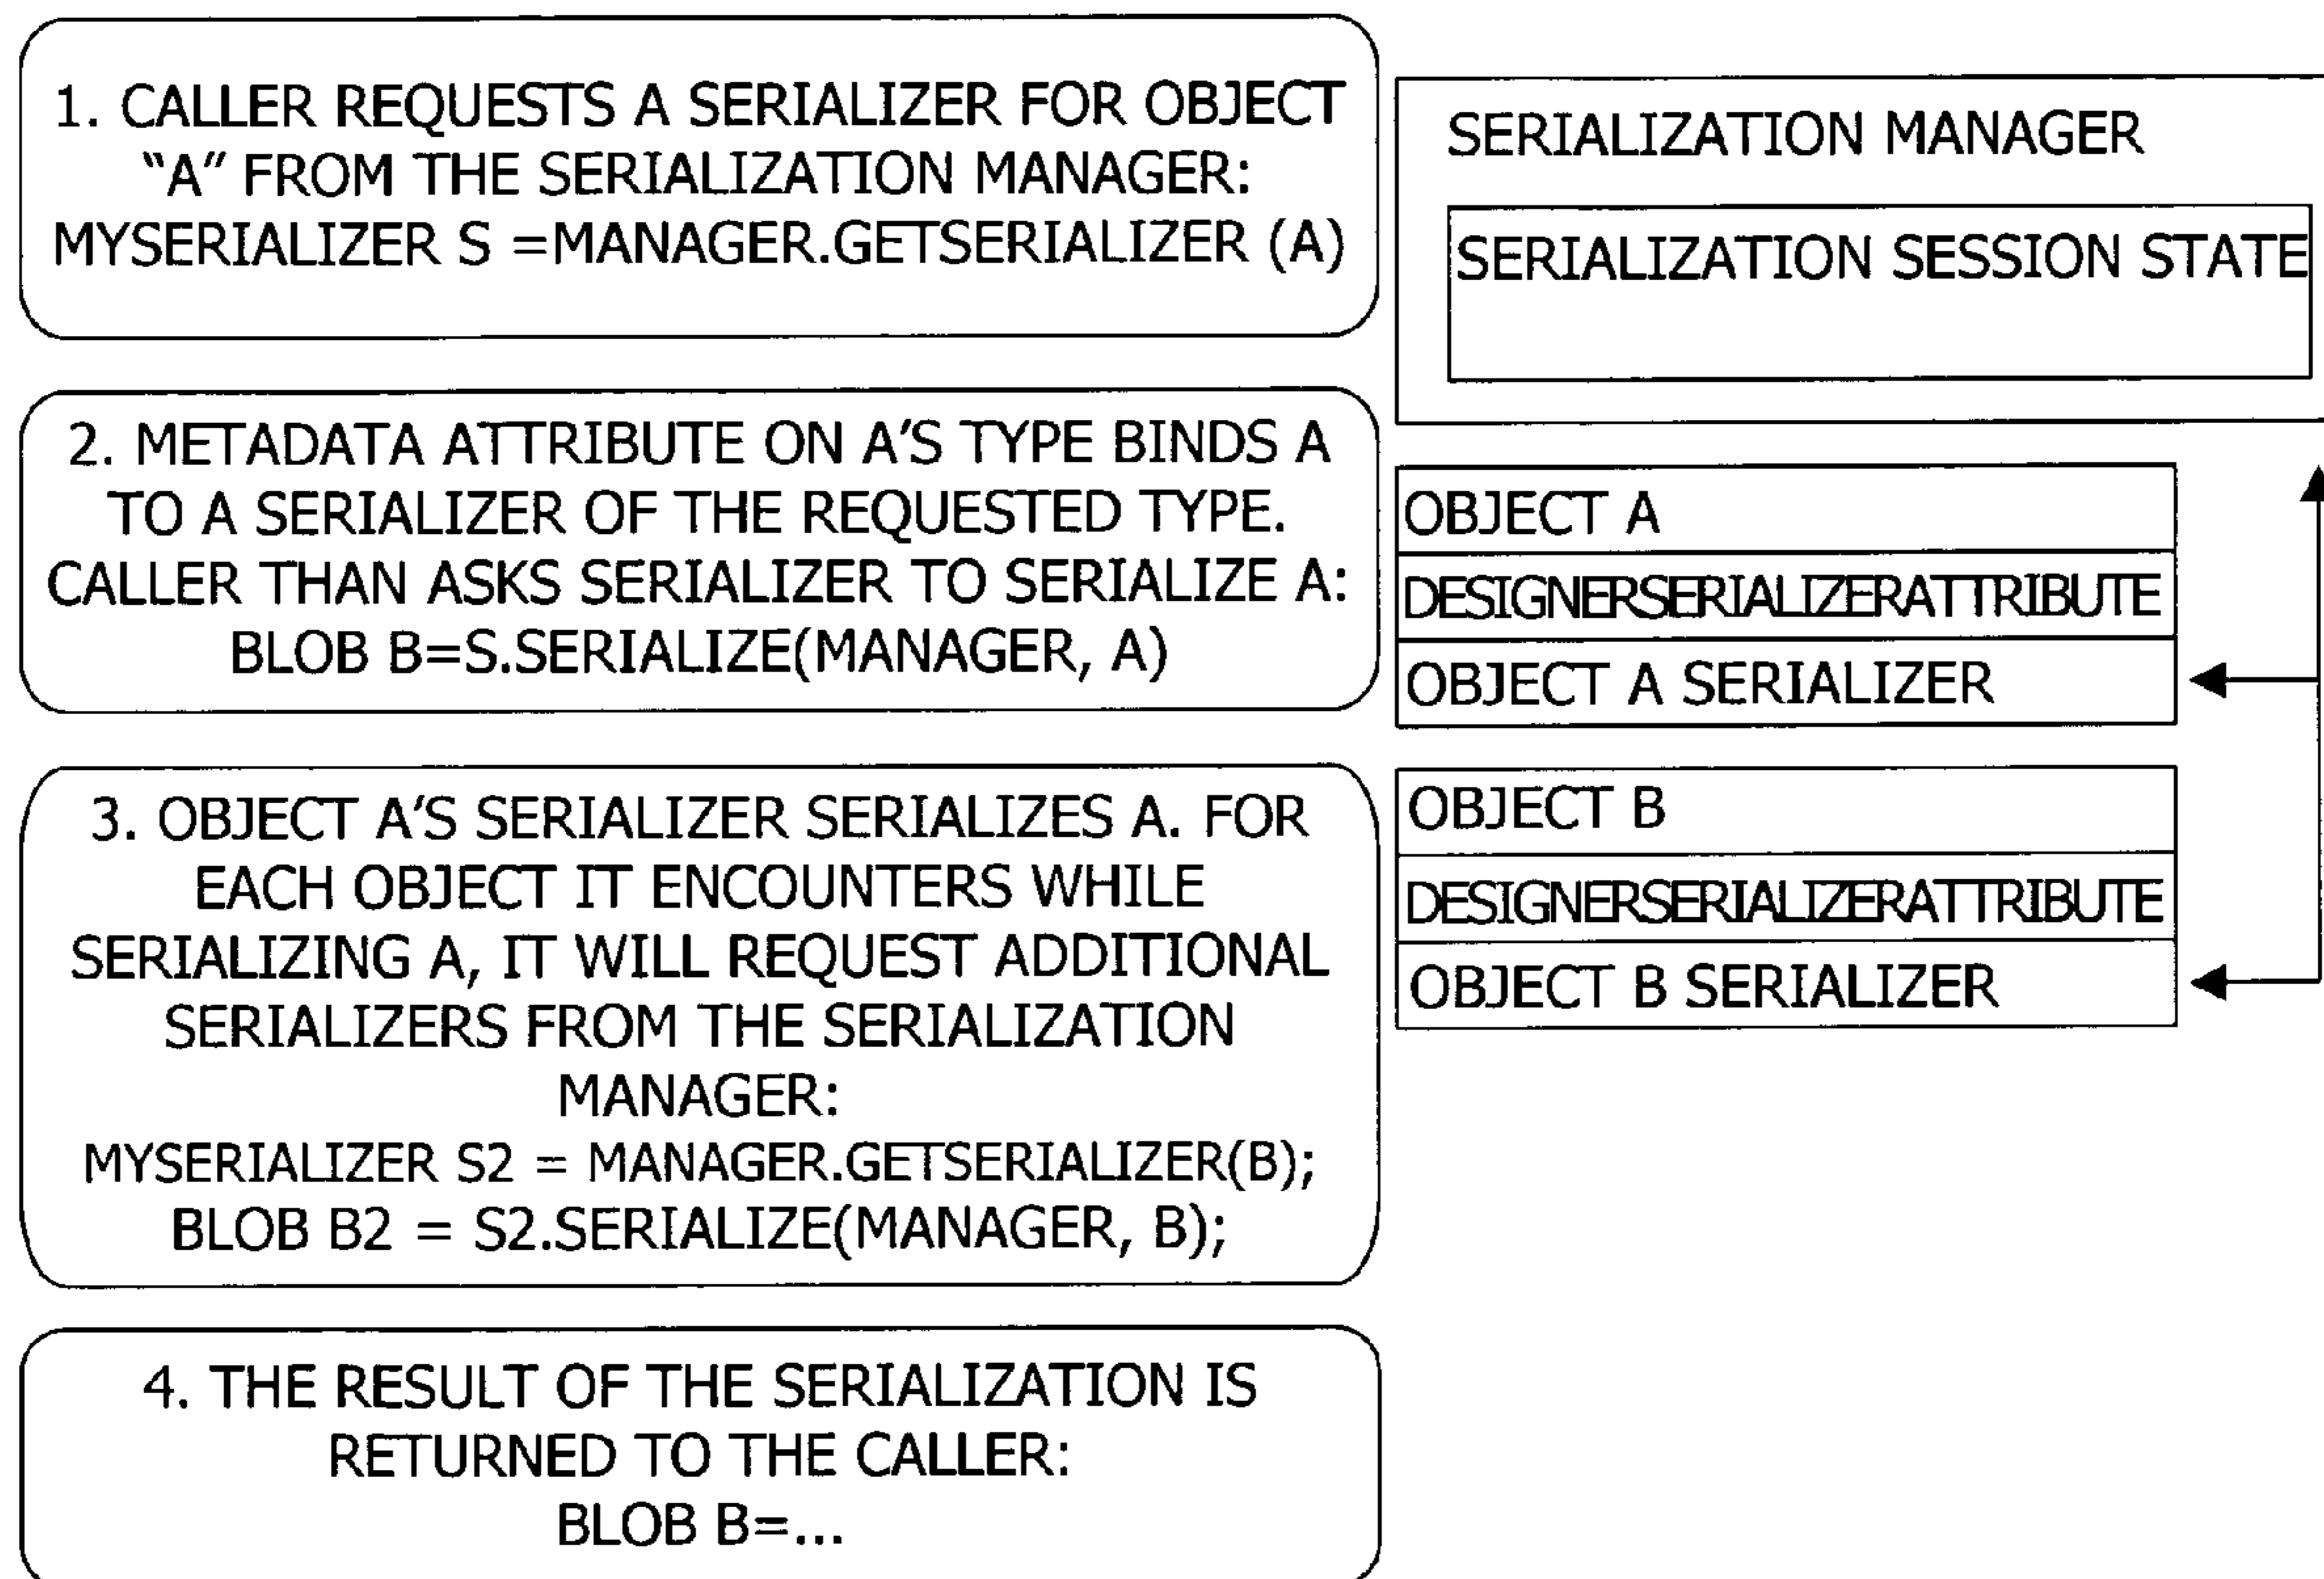 1. CALLER REQUESTS A SERIALIZER FOR OBJECT
“A” FROM THE SERIALIZATION MANAGER:
MYSERIALIZER S =MANAGER.GETSERIALIZER (A)
2. METADATA ATTRIBUTE ON A’S TYPE BINDS A
TO A SERIALIZER OF THE REQUESTED TYPE.
CALLER THAN ASKS SERIALIZER TO SERIALIZE A:
BLOB B=S.SERIALIZE(MANAGER, A)
3. OBJECT A’S SERIALIZER SERIALIZES A. FOR
EACH OBJECT IT ENCOUNTERS WHILE
SERIALIZING A, IT WILL REQUEST ADDITIONAL
SERIALIZERS FROM THE SERIALIZATION
MANAGER:
MYSERIALIZER S2 = MANAGER.GETSERIALIZER(B);
BLOB B2 = S2.SERIALIZE(MANAGER, B);
4. THE RESULT OF THE SERIALIZATION IS
RETURNED TO THE CALLER:
BLOB B=...
SERIALIZATION MANAGER
SERIALIZATION SESSION STATE
OBJECT A
DESIGNERSERIALIZERATTRIBUTE
OBJECT A SERIALIZER
OBJECT B
DESIGNERSERIALIZERATTRIBUTE
OBJECT B SERIALIZER